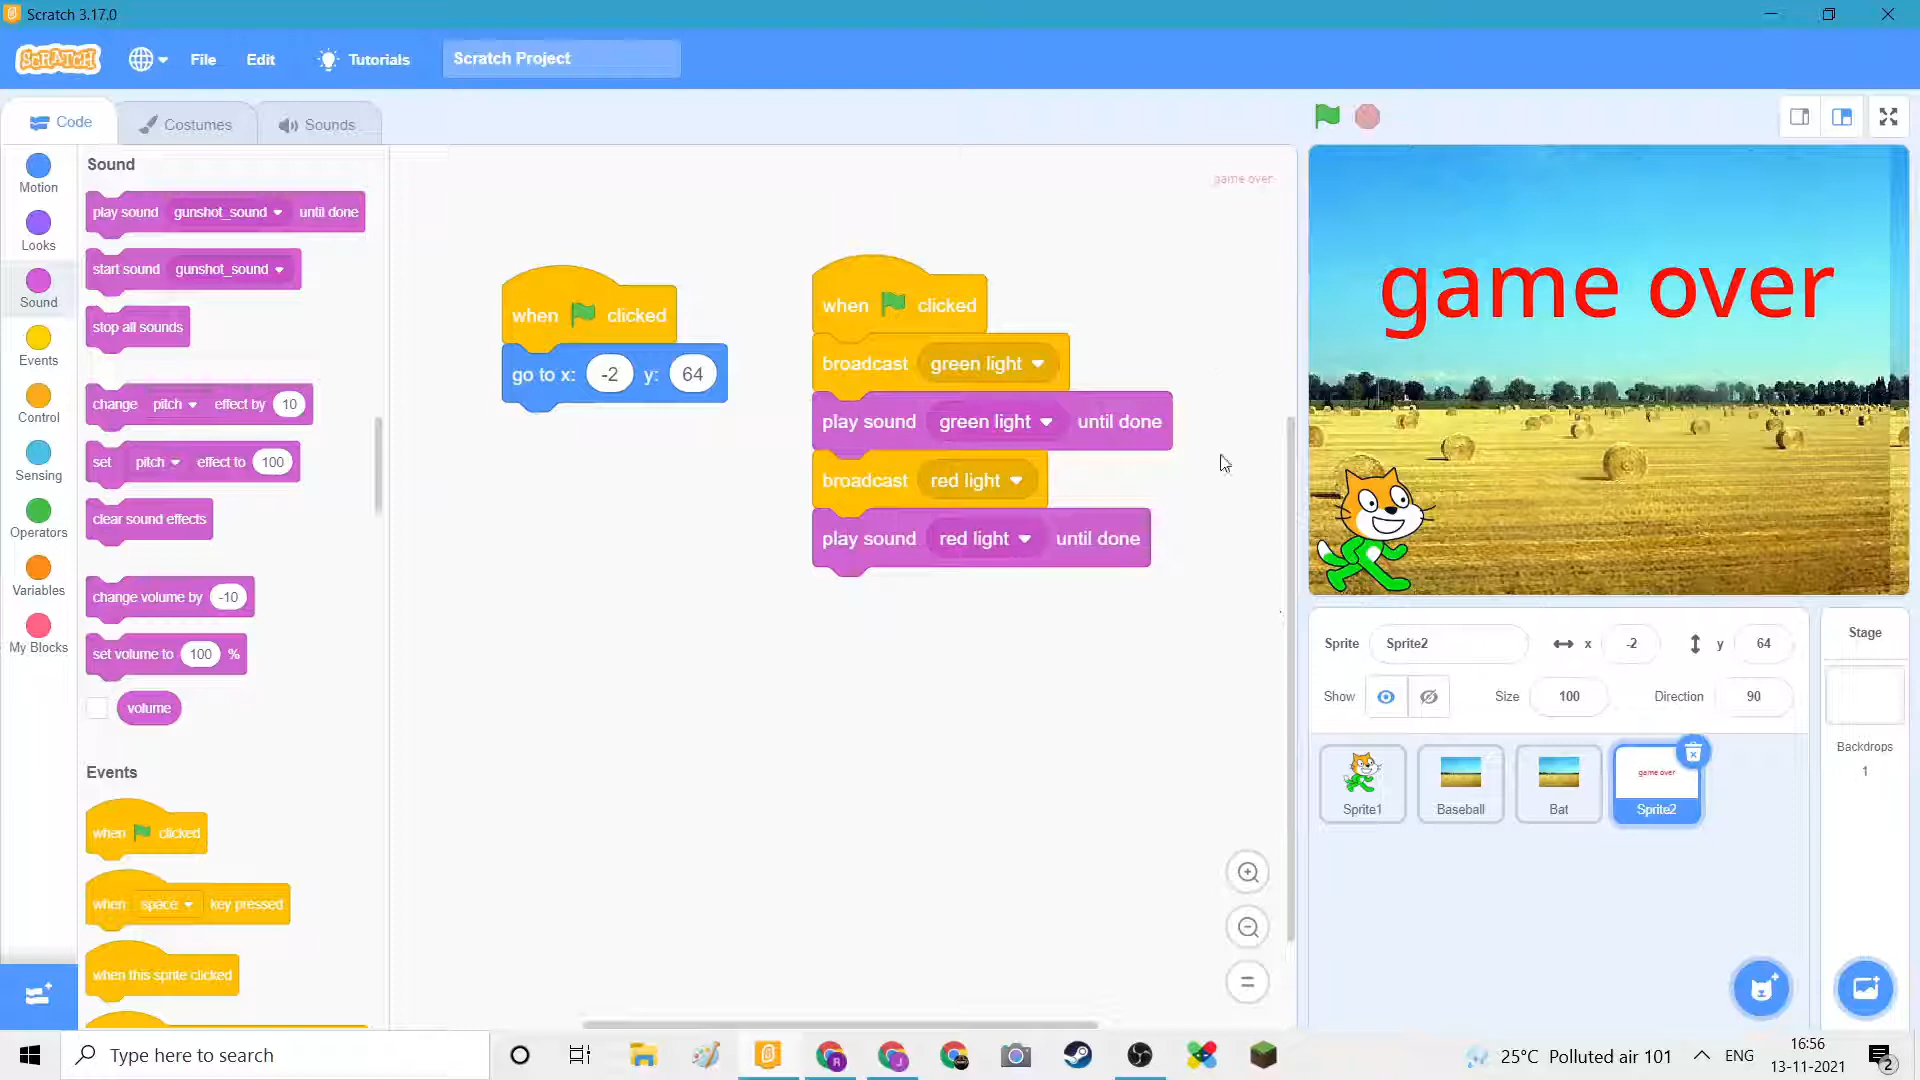 Scratch 3.17.0
SCRATCH
File
Edit
Tutorials
Scratch Project
Code
Costumes
Sounds
Motion
Looks
Sound
Events
Control
Sensing
Operators
Variables
My Blocks
Sound
play sound gunshot_sound until done
start sound gunshot_sound
stop all sounds
change pitch effect by 10
set pitch effect to 100
clear sound effects
change volume by -10
set volume to 100 %
volume
Events
when clicked
when space key pressed
when this sprite clicked
game over
when clicked
go to x: -2 y: 64
when clicked
broadcast green light
play sound green light until done
broadcast red light
play sound red light until done
game over
Sprite Sprite2 x -2 y 64
Show Size 100 Direction 90
Sprite1
Baseball
Bat
game over
Sprite2
Stage
Backdrops
1
Type here to search
25°C Polluted air 101
ENG
16:56
13-11-2021
2